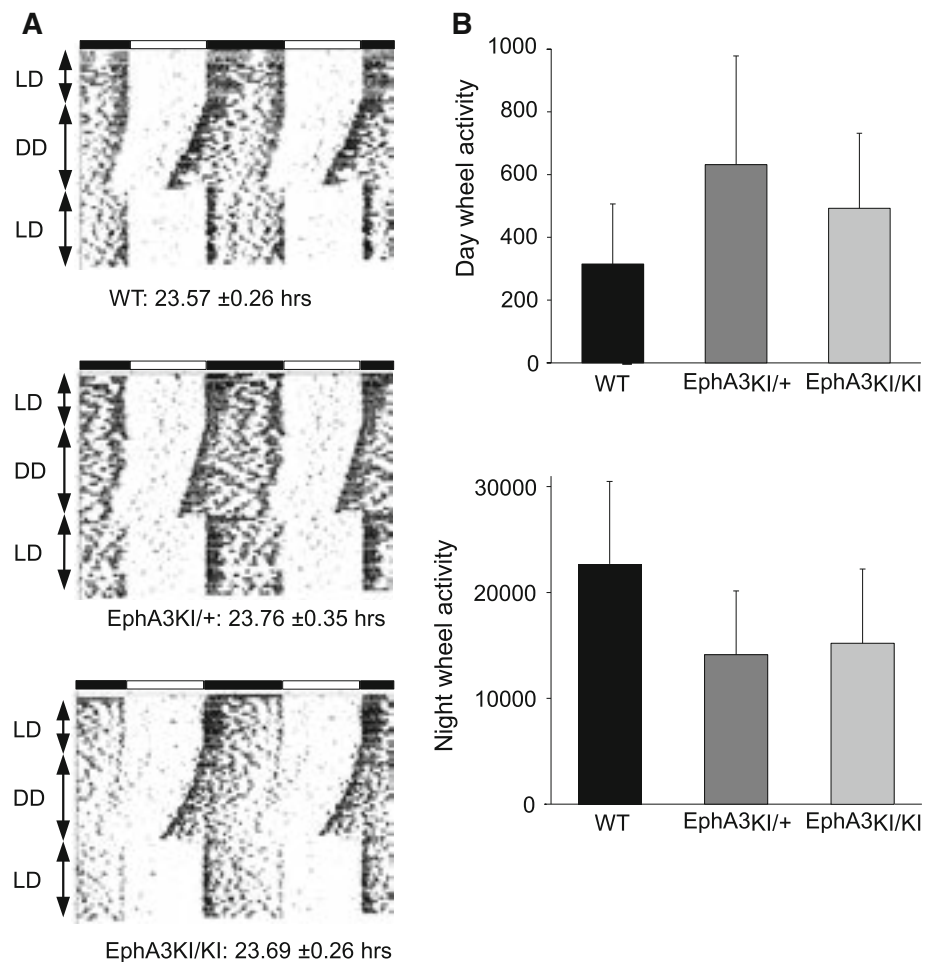 A
LD
DD
LD
WT: 23.57 ±0.26 hrs
LD
DD
LD
EphA3KI/+: 23.76 ±0.35 hrs
LD
DD
LD
EphA3KI/KI: 23.69 ±0.26 hrs
B
Day wheel activity
1000
800
600
400
200
0
WT EphA3KI/+ EphA3KI/KI
Night wheel activity
30000
20000
10000
0
WT EphA3KI/+ EphA3KI/KI